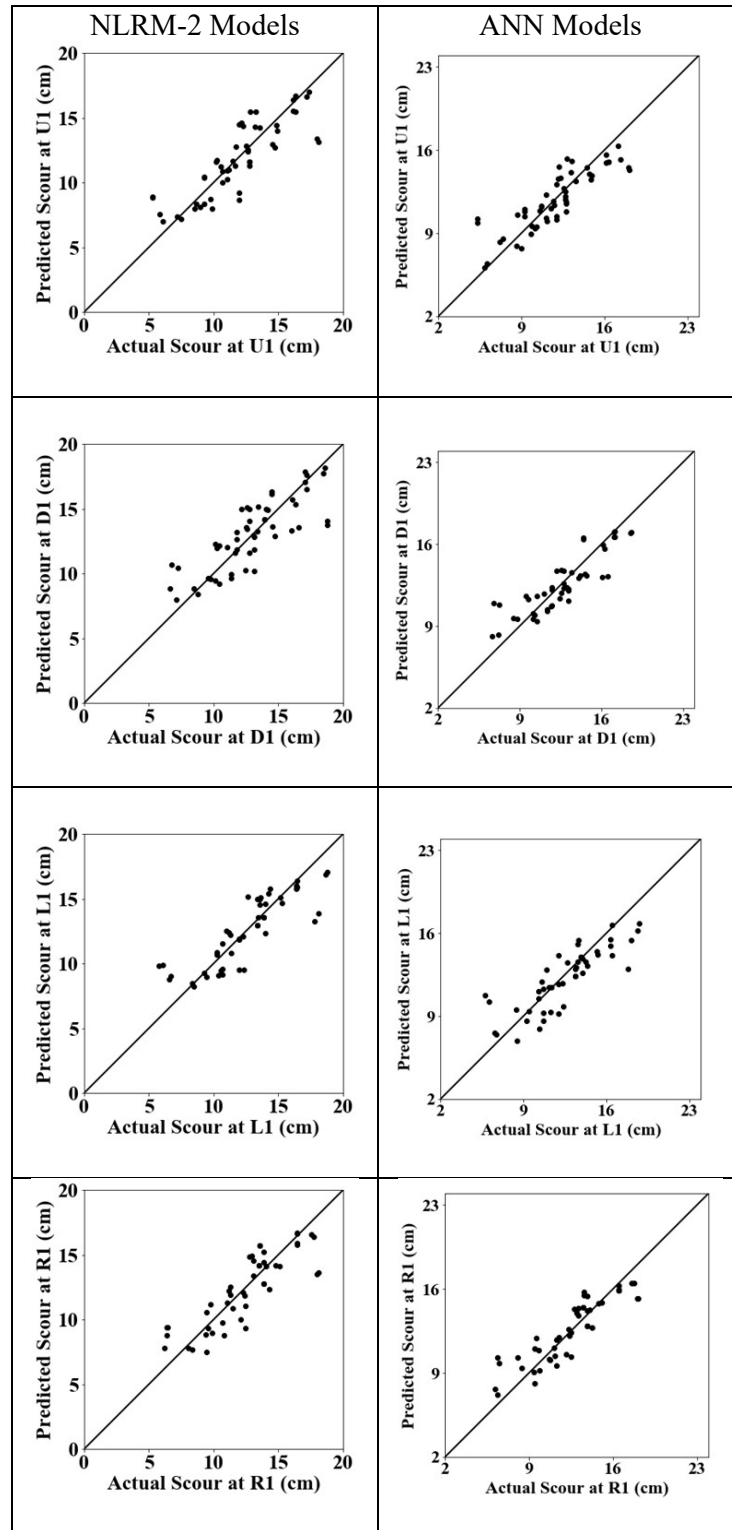 NLRM-2 Models
ANN Models
20
15
10
5
0
0 5 10 15 20
Predicted Scour at U1 (cm)
Actual Scour at U1 (cm)
23
16
9
2
2 9 16 23
Predicted Scour at U1 (cm)
Actual Scour at U1 (cm)
20
15
10
5
0
0 5 10 15 20
Predicted Scour at D1 (cm)
Actual Scour at D1 (cm)
23
16
9
2
2 9 16 23
Predicted Scour at D1 (cm)
Actual Scour at D1 (cm)
20
15
10
5
0
0 5 10 15 20
Predicted Scour at L1 (cm)
Actual Scour at L1 (cm)
23
16
9
2
2 9 16 23
Predicted Scour at L1 (cm)
Actual Scour at L1 (cm)
20
15
10
5
0
0 5 10 15 20
Predicted Scour at R1 (cm)
Actual Scour at R1 (cm)
23
16
9
2
2 9 16 23
Predicted Scour at R1 (cm)
Actual Scour at R1 (cm)